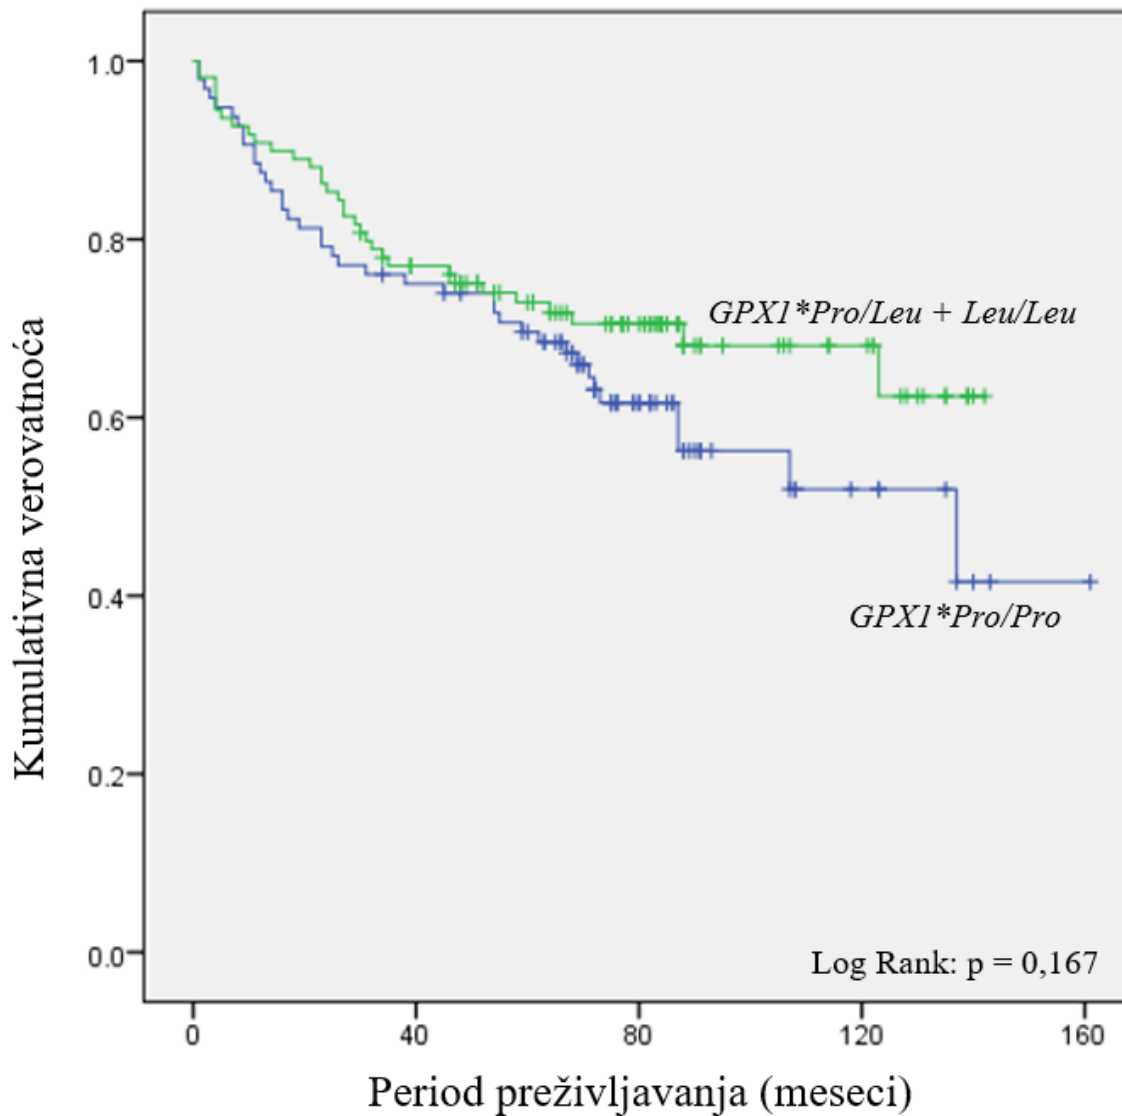 Kumulativna verovatnoća
1.0
0.8
0.6
0.4
0.2
0.0
GPX1*Pro/Leu + Leu/Leu
GPX1*Pro/Pro
Log Rank: p = 0,167
0 40 80 120 160
Period preživljavanja (meseci)